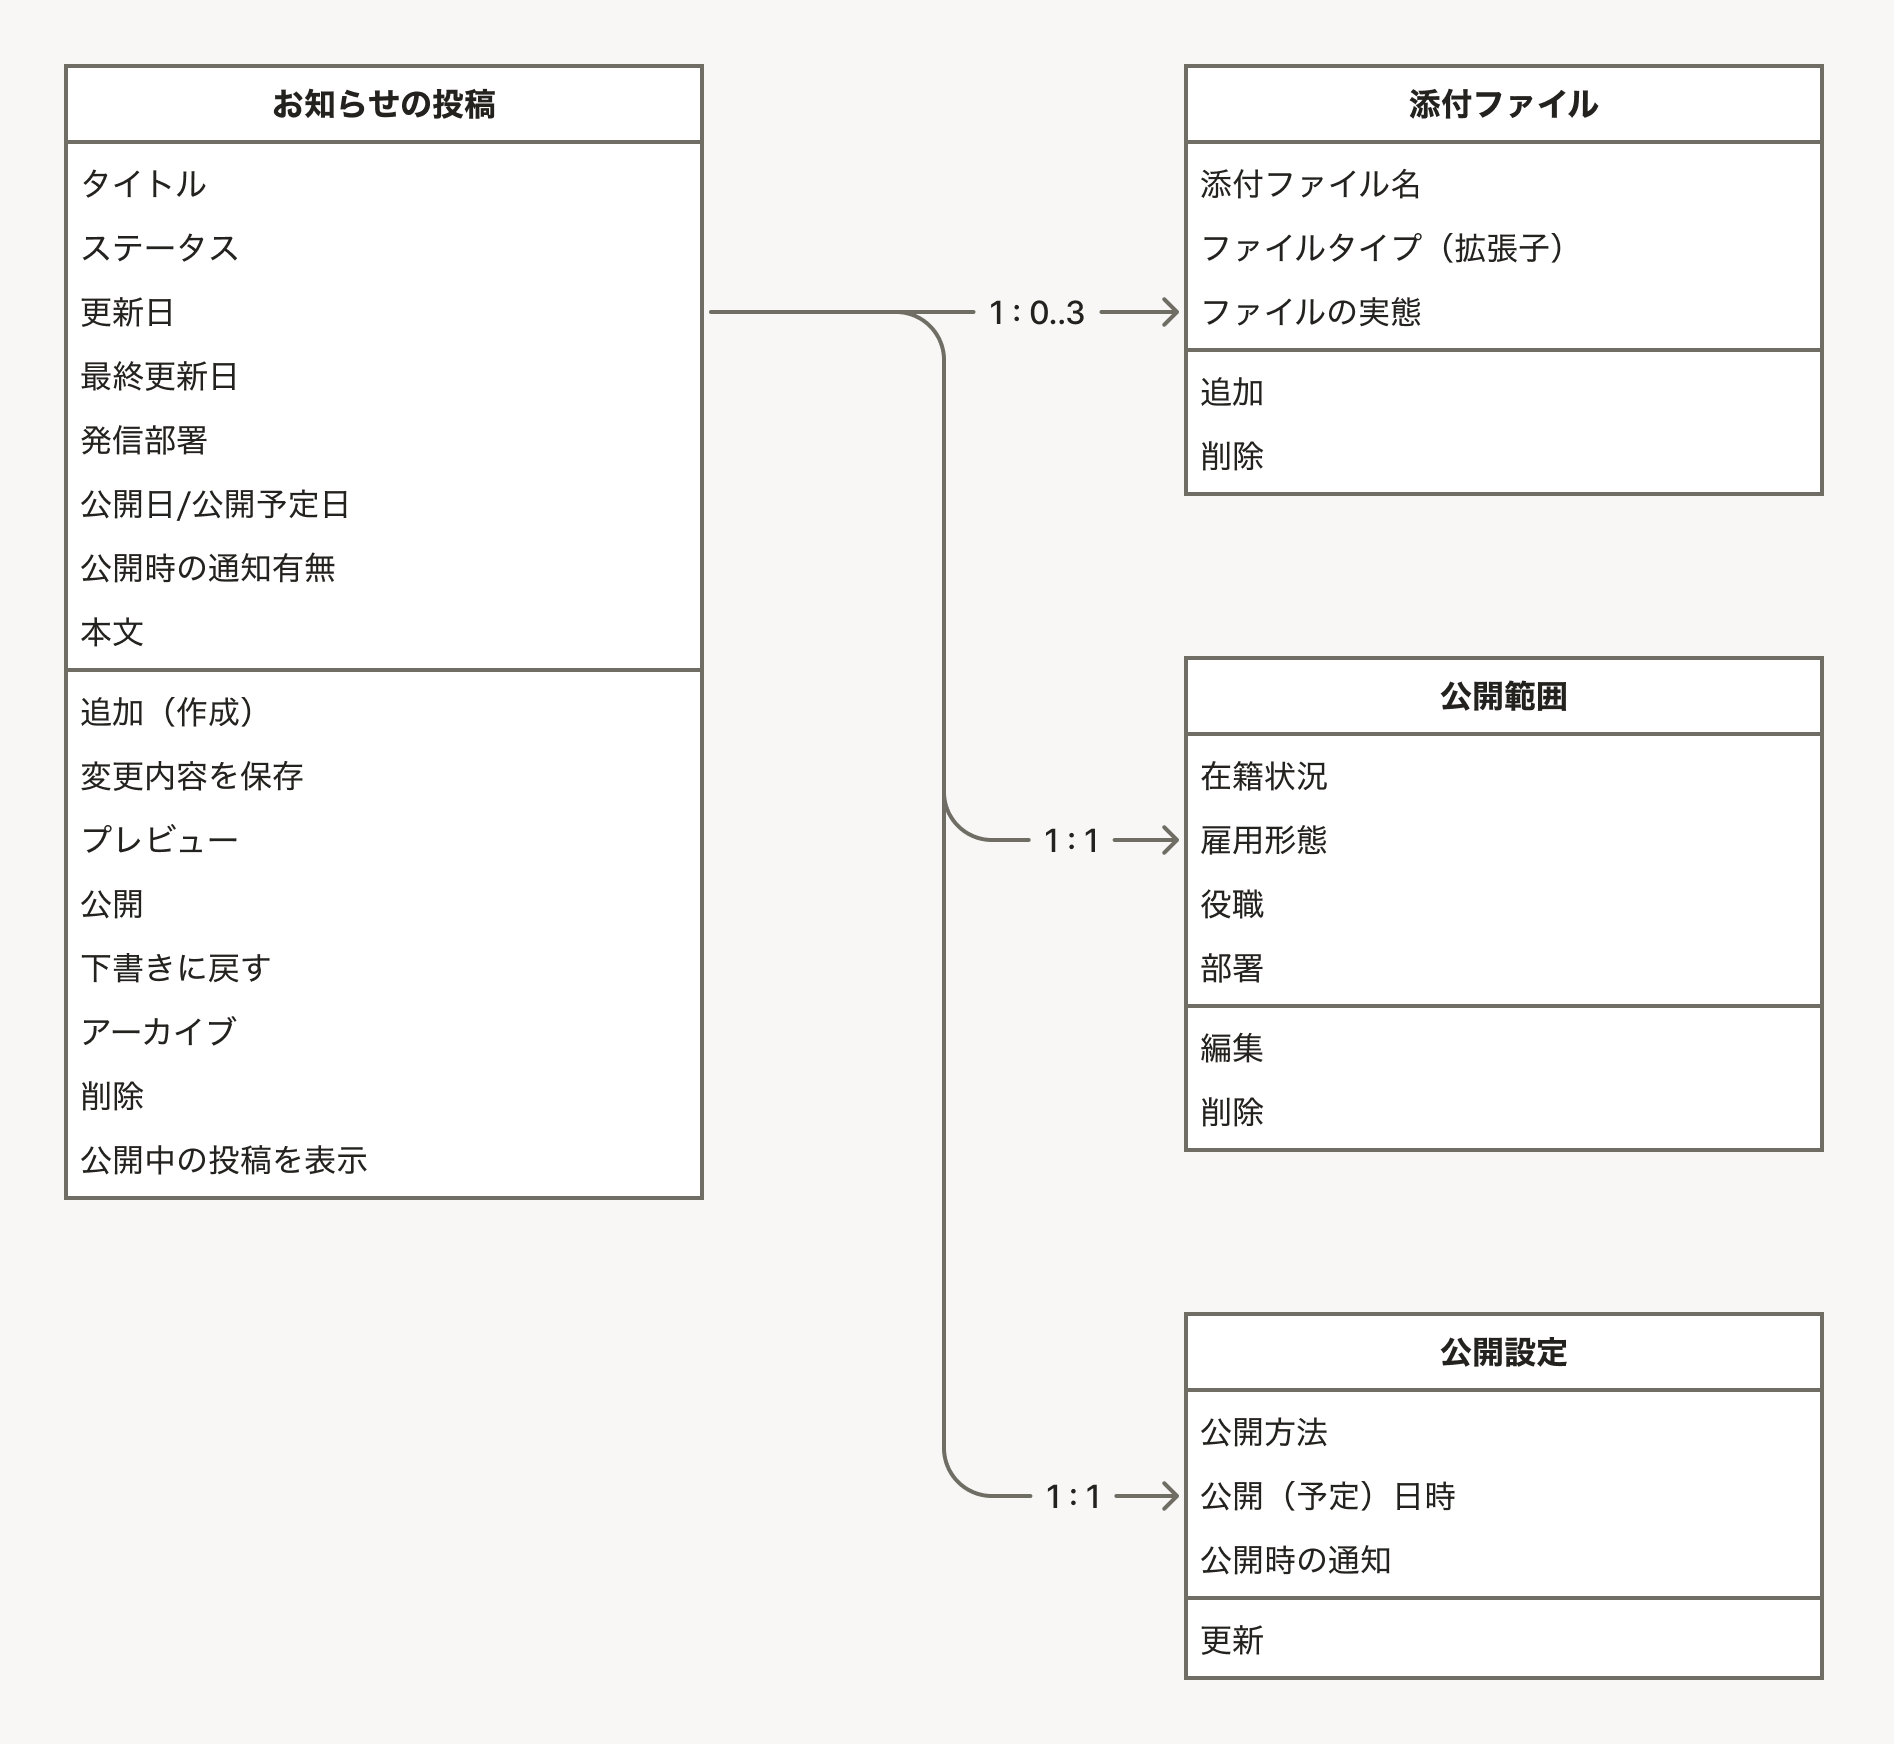 お知らせの投稿
タイトル
ステータス
更新日
最終更新日
発信部署
公開日/公開予定日
公開時の通知有無
本文
追加（作成）
変更内容を保存
プレビュー
公開
下書きに戻す
アーカイブ
削除
公開中の投稿を表示
1 : 0..3
1 : 1
1 : 1
添付ファイル
添付ファイル名
ファイルタイプ（拡張子）
ファイルの実態
追加
削除
公開範囲
在籍状況
雇用形態
役職
部署
編集
削除
公開設定
公開方法
公開（予定）日時
公開時の通知
更新